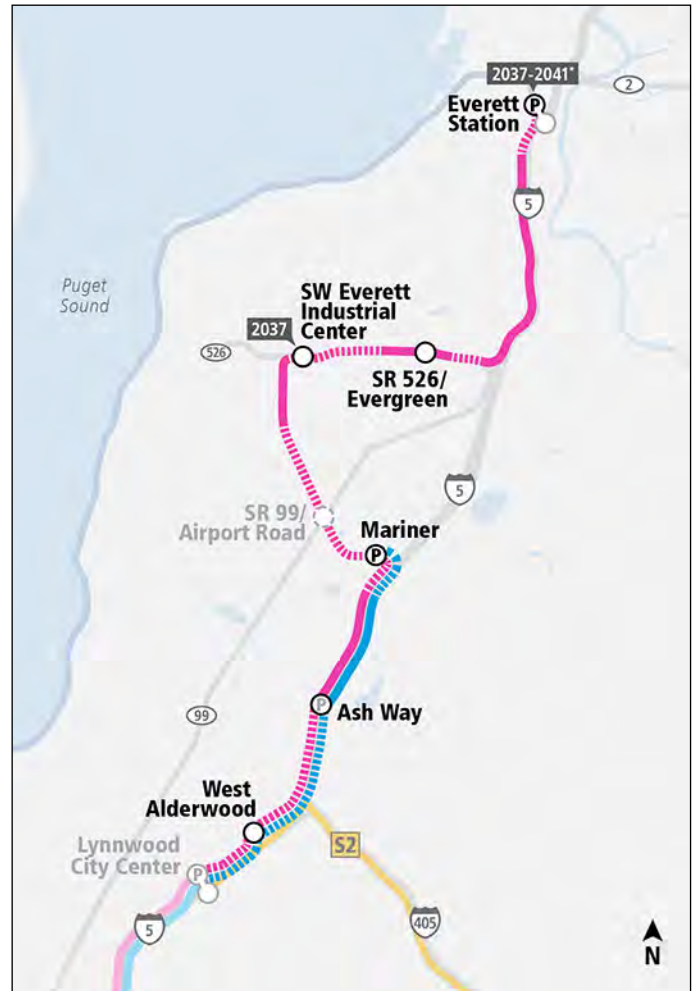 2037-2041*
2
Everett
Station
5
Puget
Sound
SW Everett
Industrial
Center
2037
526
SR 526/
Evergreen
5
SR 99/
Airport Road
Mariner
P
P
Ash Way
99
West
Alderwood
Lynnwood
City Center
P
S2
5
405
P
N